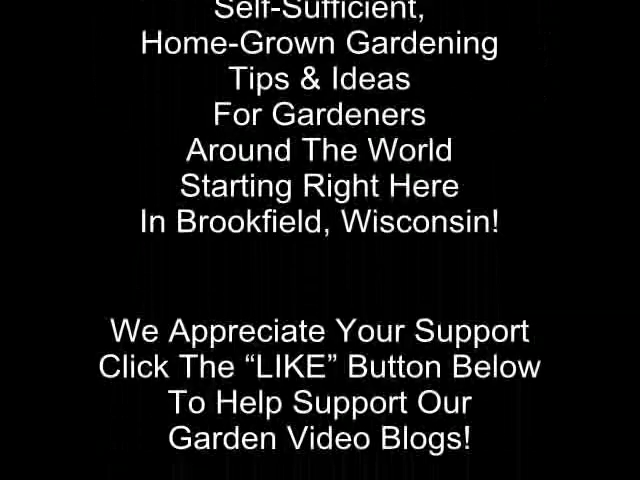 Self-Sufficient,
Home-Grown Gardening
Tips & Ideas
For Gardeners
Around The World
Starting Right Here
In Brookfield, Wisconsin!
We Appreciate Your Support
Click The “LIKE” Button Below
To Help Support Our
Garden Video Blogs!